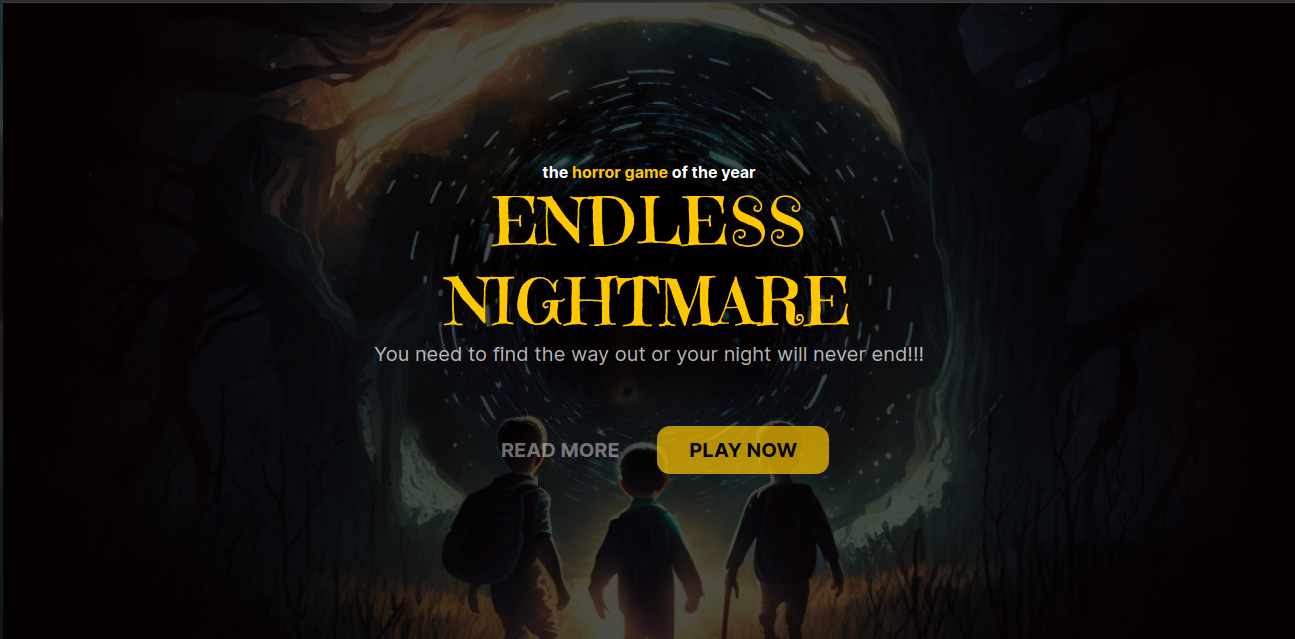 the horror game of the year
ENDLESS
NIGHTMARE
You need to find the way out or your night will never end!!!
READ MORE PLAY NOW